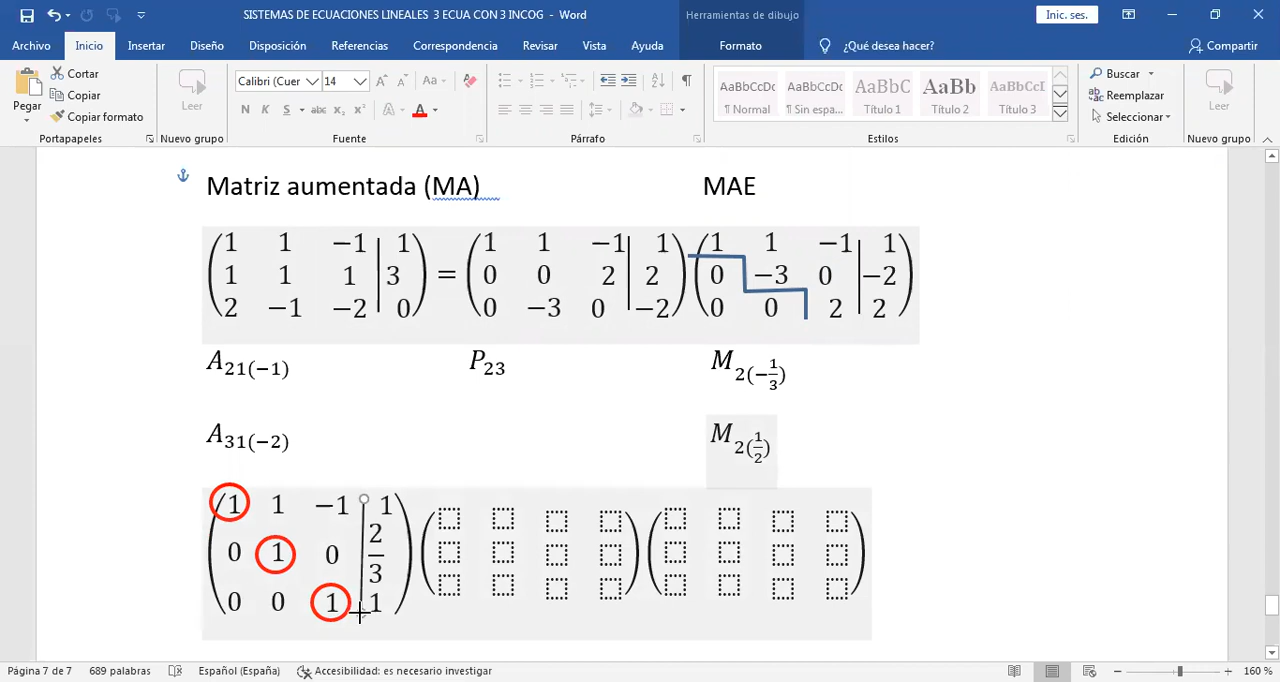 SISTEMAS DE ECUACIONES LINEALES 3 ECUA CON 3 INCOG - Word
Herramientas de dibujo
Inic. ses.
Archivo Inicio Insertar Diseño Disposición Referencias Correspondencia Revisar Vista Ayuda Formato ¿Qué desea hacer? Compartir
Pegar
Cortar
Copiar
Copiar formato
Portapapeles
Leer
Nuevo grupo
Calibri (Cuer 14
N K S abc x₂ x² A A
Fuente
Párrafo
AaBbCcDc AaBbCcDc AaBbC AaBb AaBbCcD
¶ Normal ¶ Sin espa... Título 1 Título 2 Título 3
Estilos
Buscar
Reemplazar
Seleccionar
Edición
Leer
Nuevo grupo
Matriz aumentada (MA) MAE
(1 1 −1 | 1) (1 1 −1 | 1) (1 1 −1 | 1)
(1 1 1 | 3) = (0 0 2 | 2) (0 −3 0 | −2)
(2 −1 −2 | 0) (0 −3 0 | −2) (0 0 2 | 2)
A21(−1) P23 M2(−1/3)
A31(−2) M2(1/2)
(1 1 −1 | 1)
(0 1 0 | 2/3)
(0 0 1 | 1)
Página 7 de 7 689 palabras Español (España) Accesibilidad: es necesario investigar 160 %